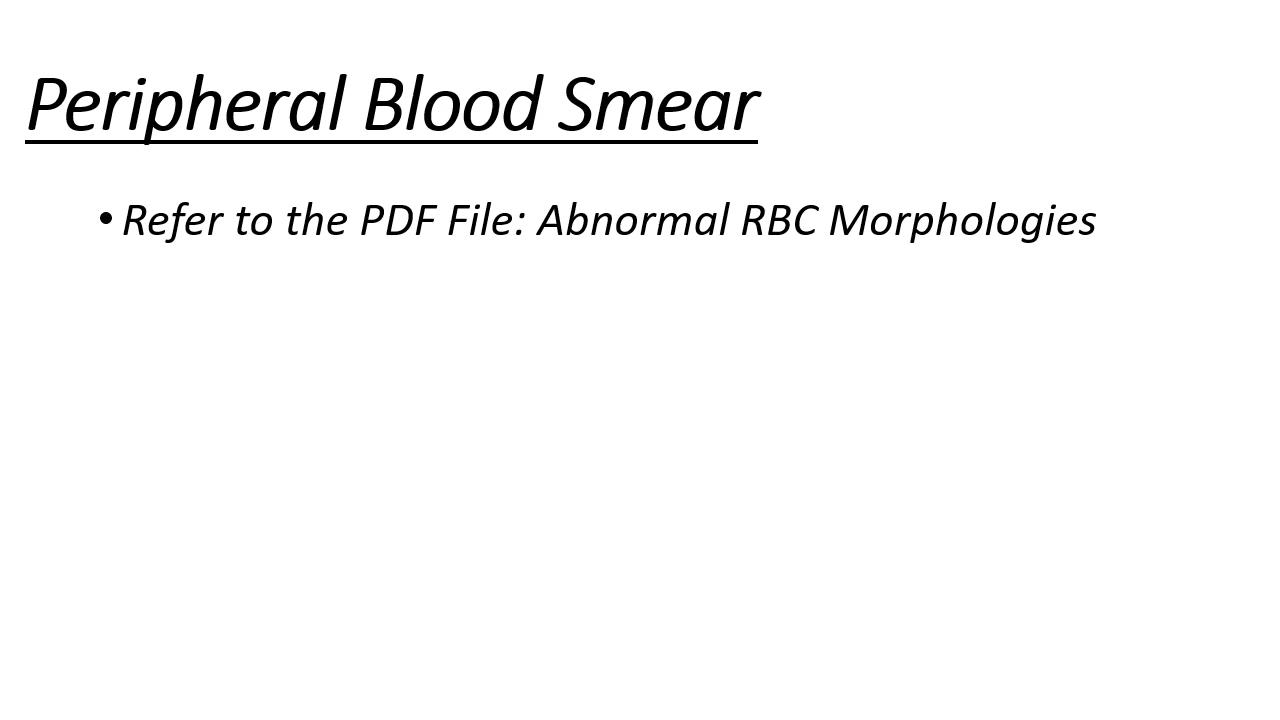 Peripheral Blood Smear
• Refer to the PDF File: Abnormal RBC Morphologies